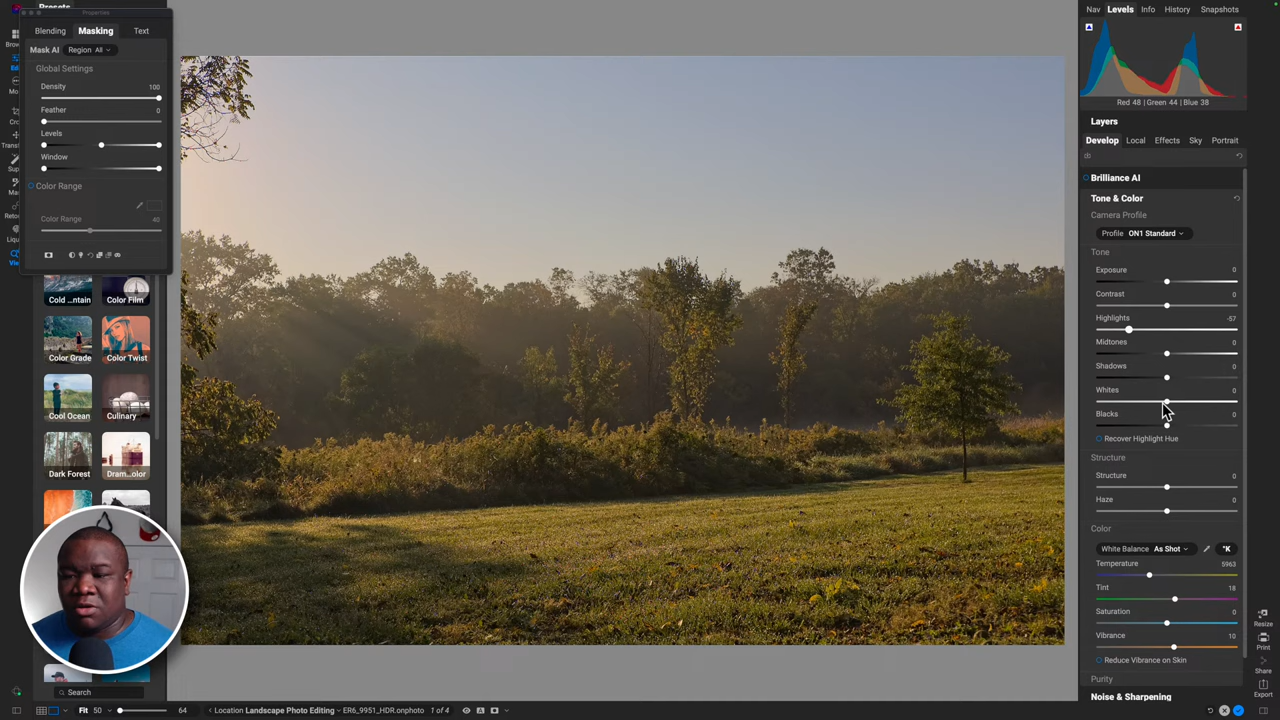 Presets
Properties
Blending Masking Text
Mask AI Region All
Global Settings
Density 100
Feather 0
Levels
Window
Color Range
Color Range 40
Cold ...ntain Color Film
Color Grade Color Twist
Cool Ocean Culinary
Dark Forest Dram...olor
Search
Fit 50 64
Location Landscape Photo Editing ER6_9951_HDR.onphoto 1 of 4
Nav Levels Info History Snapshots
Red 48 | Green 44 | Blue 38
Layers
Develop Local Effects Sky Portrait
Brilliance AI
Tone & Color
Camera Profile
Profile ON1 Standard
Tone
Exposure 0
Contrast 0
Highlights -57
Midtones 0
Shadows 0
Whites 0
Blacks 0
Recover Highlight Hue
Structure
Structure 0
Haze 0
Color
White Balance As Shot °K
Temperature 5963
Tint 18
Saturation 0
Vibrance 10
Reduce Vibrance on Skin
Purity
Noise & Sharpening
Resize
Print
Share
Export